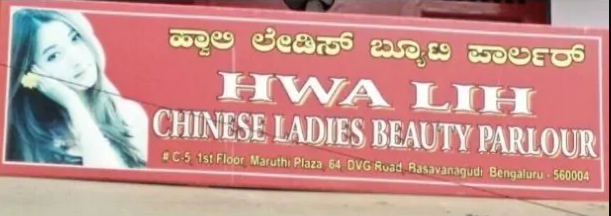 ಹ್ವಾಲಿ ಲೇಡಿಸ್ ಬ್ಯೂಟಿ ಪಾರ್ಲರ್
HWA LIH
CHINESE LADIES BEAUTY PARLOUR
# C-5, 1st Floor, Maruthi Plaza, 64, DVG Road, Basavanagudi, Bengaluru - 560004